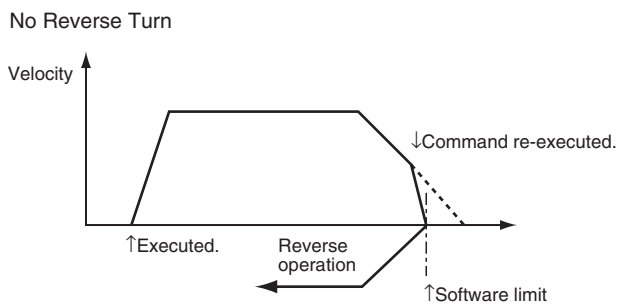 No Reverse Turn
Velocity
↓Command re-executed.
↑Executed.
Reverse
operation
↑Software limit